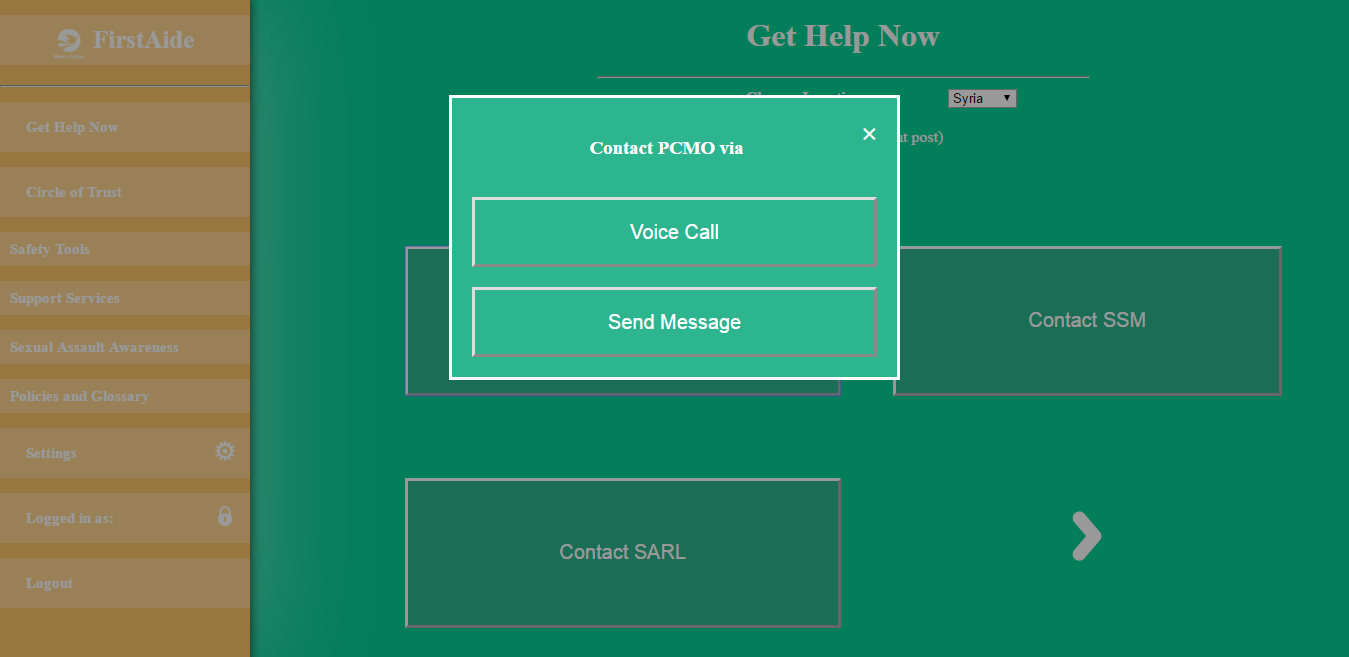 FirstAide
Get Help Now
Circle of Trust
Safety Tools
Support Services
Sexual Assault Awareness
Policies and Glossary
Settings
Logged in as:
Logout
Get Help Now
Syria
post)
Contact PCMO via
×
Voice Call
Send Message
Contact SSM
Contact SARL